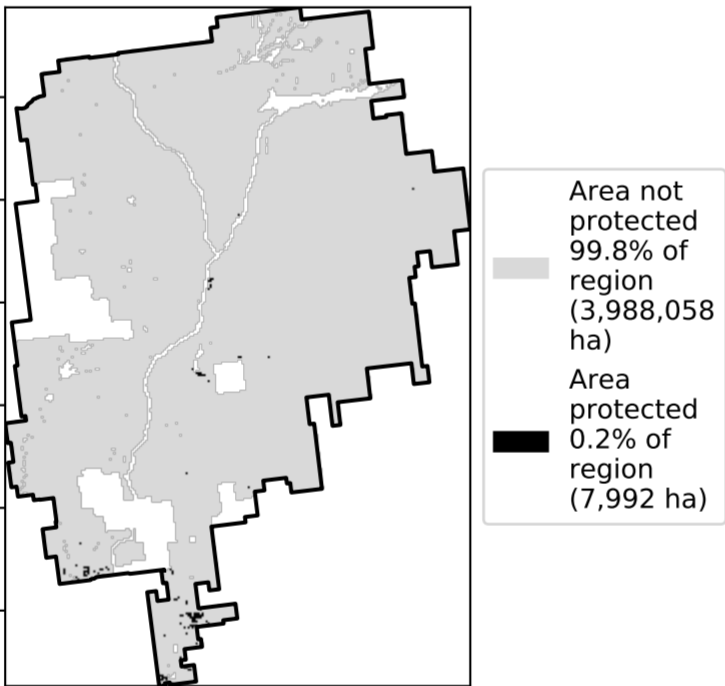 Area not
protected
99.8% of
region
(3,988,058
ha)
Area
protected
0.2% of
region
(7,992 ha)